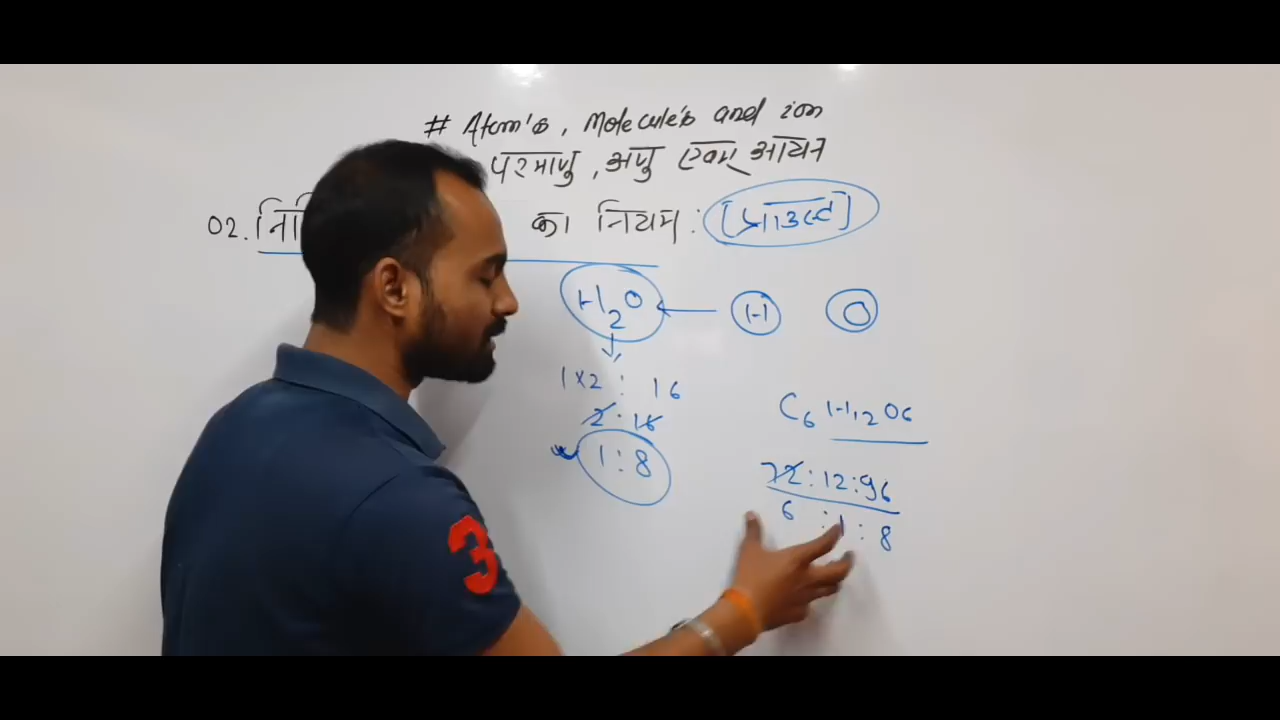 # Atom's, Molecule's and ion
परमाणु, अणु एवम् आयन
02. नि का नियम : [प्राउस्ट]
H₂O ← H O
↓
1×2 : 16
2 : 16
1 : 8
C₆H₁₂O₆
72 : 12 : 96
6 : 1 : 8
3